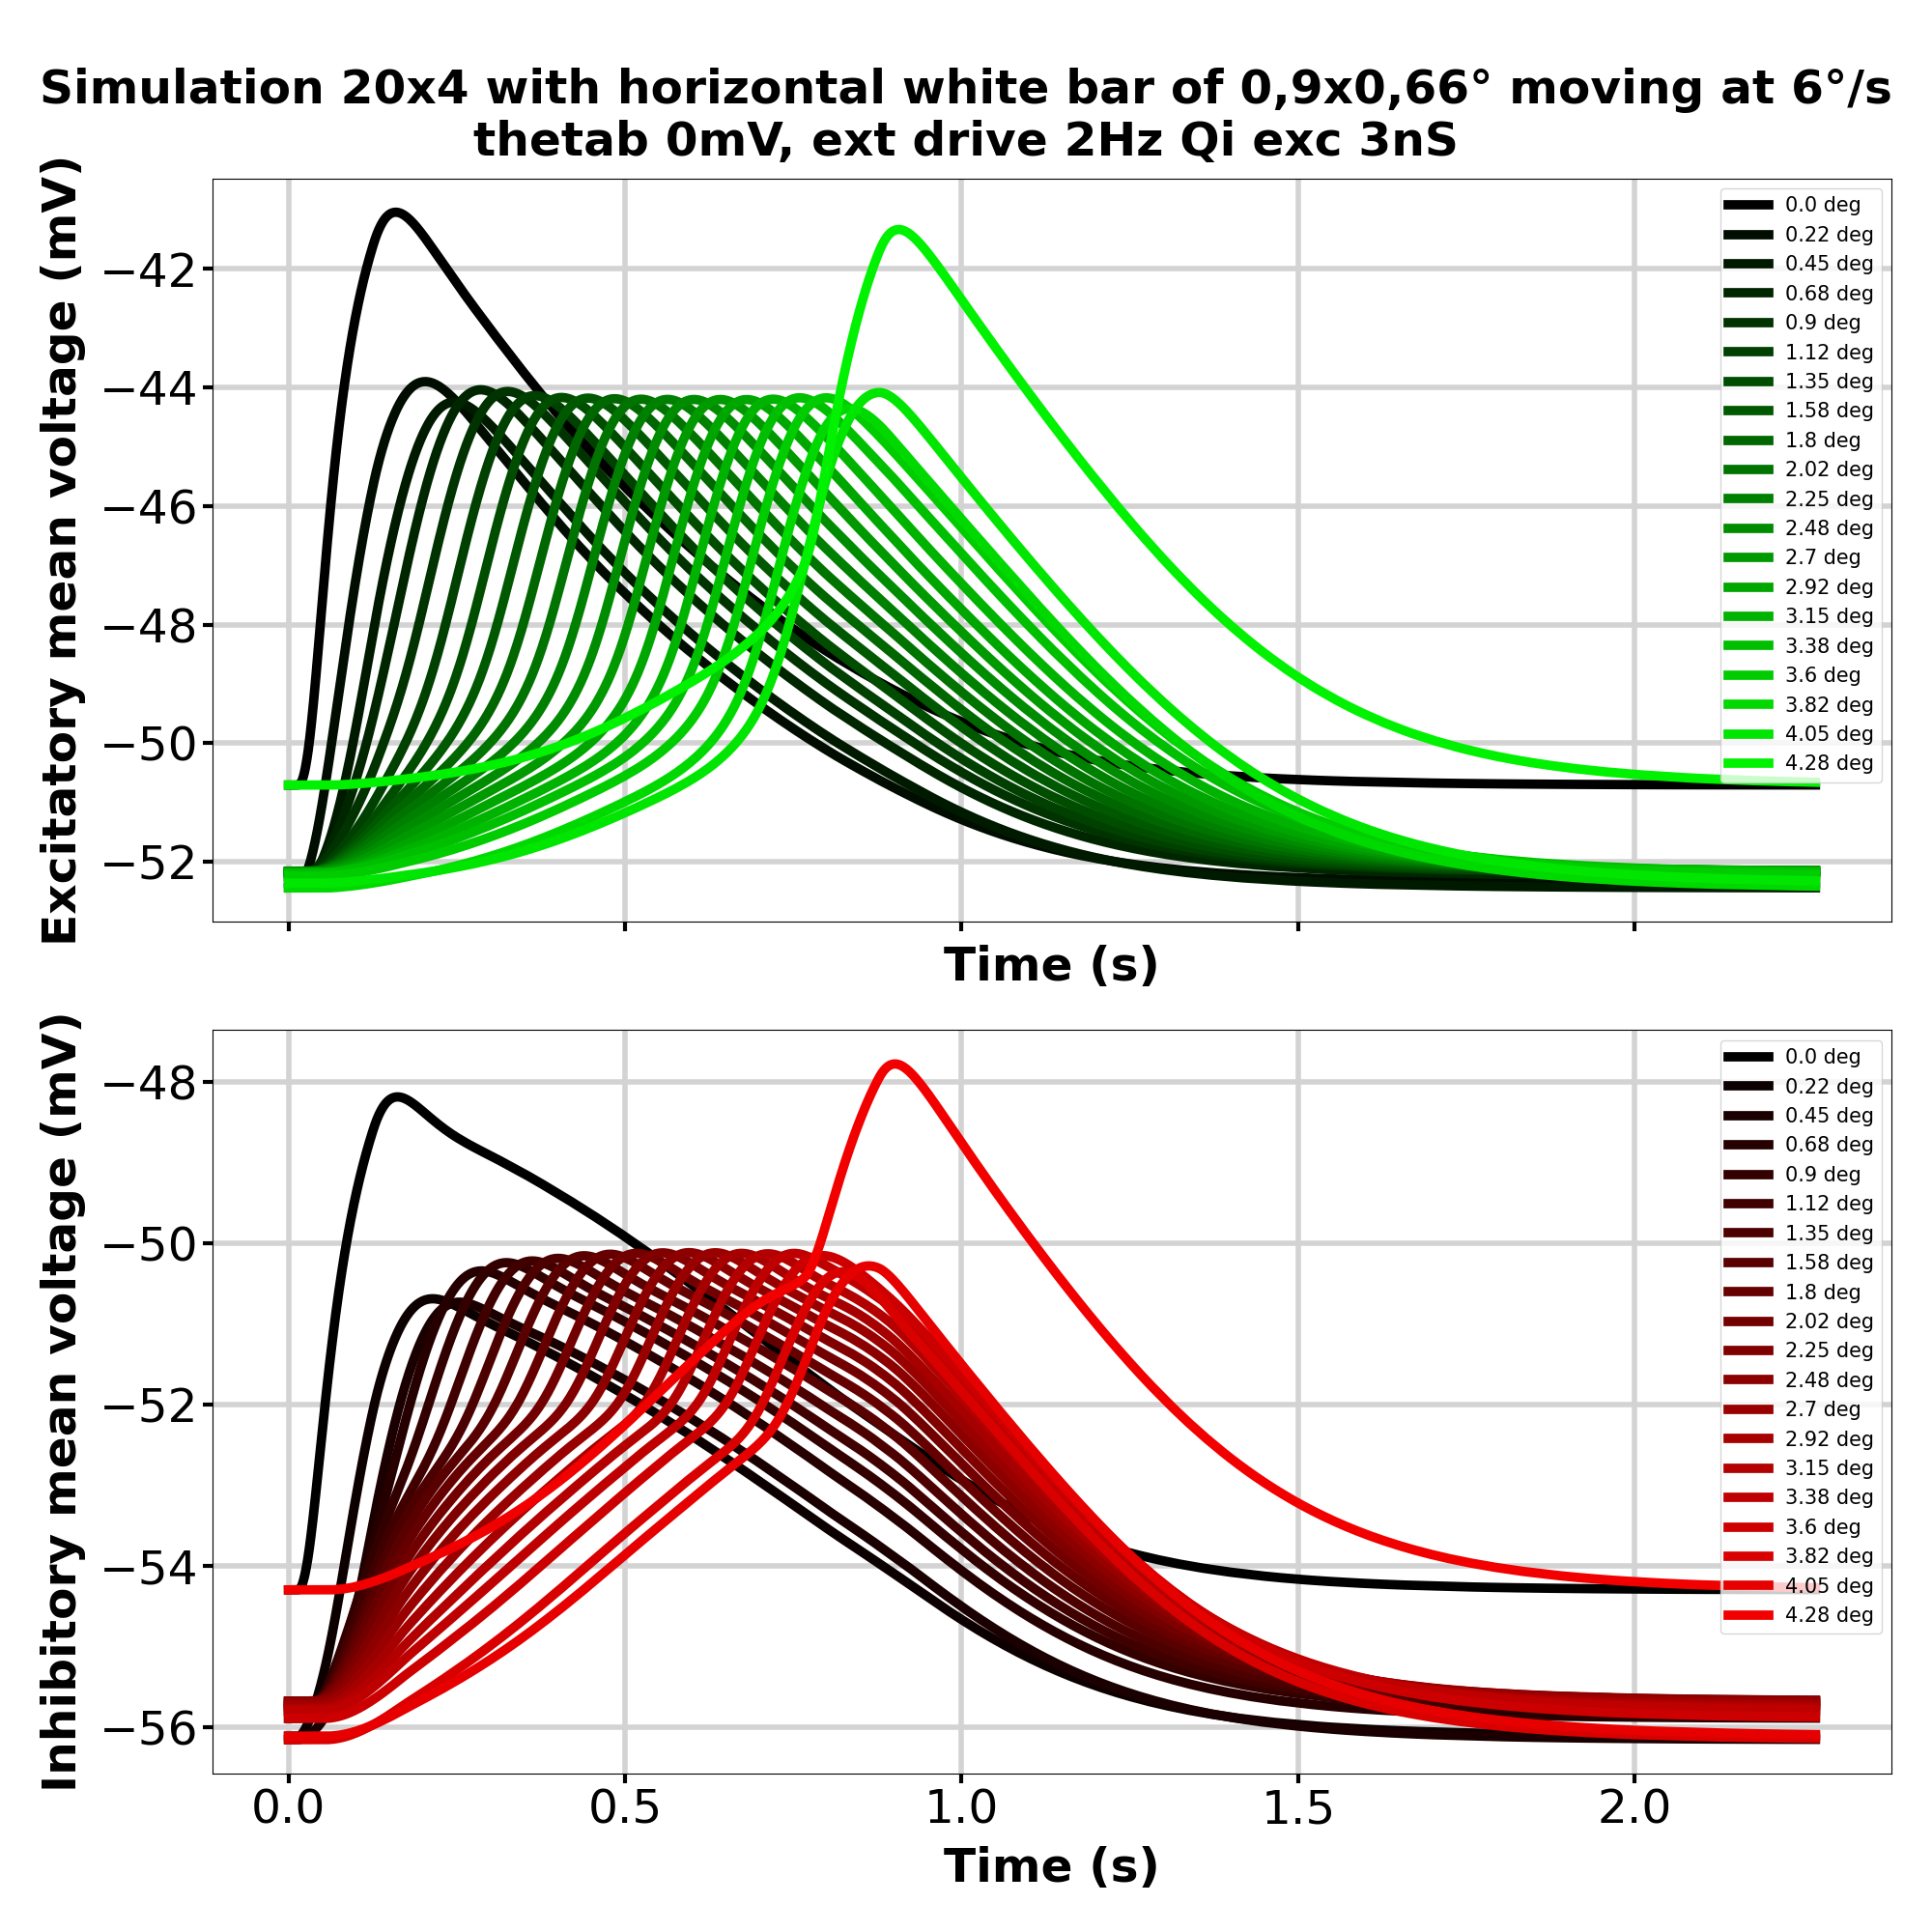 Simulation 20x4 with horizontal white bar of 0,9x0,66° moving at 6°/s
thetab 0mV, ext drive 2Hz Qi exc 3nS
Excitatory mean voltage (mV)
−42
−44
−46
−48
−50
−52
0.0 deg
0.22 deg
0.45 deg
0.68 deg
0.9 deg
1.12 deg
1.35 deg
1.58 deg
1.8 deg
2.02 deg
2.25 deg
2.48 deg
2.7 deg
2.92 deg
3.15 deg
3.38 deg
3.6 deg
3.82 deg
4.05 deg
4.28 deg
Time (s)
Inhibitory mean voltage (mV)
−48
−50
−52
−54
−56
0.0 deg
0.22 deg
0.45 deg
0.68 deg
0.9 deg
1.12 deg
1.35 deg
1.58 deg
1.8 deg
2.02 deg
2.25 deg
2.48 deg
2.7 deg
2.92 deg
3.15 deg
3.38 deg
3.6 deg
3.82 deg
4.05 deg
4.28 deg
0.0 0.5 1.0 1.5 2.0
Time (s)